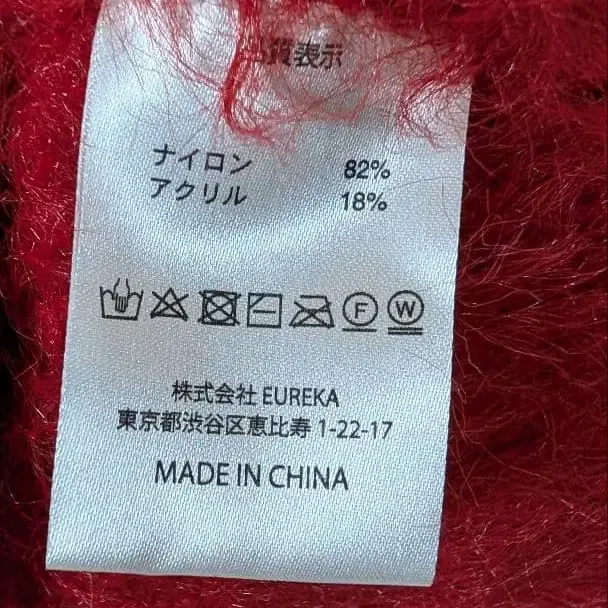 品質表示
ナイロン 82%
アクリル 18%
F W
株式会社 EUREKA
東京都渋谷区恵比寿 1-22-17
MADE IN CHINA